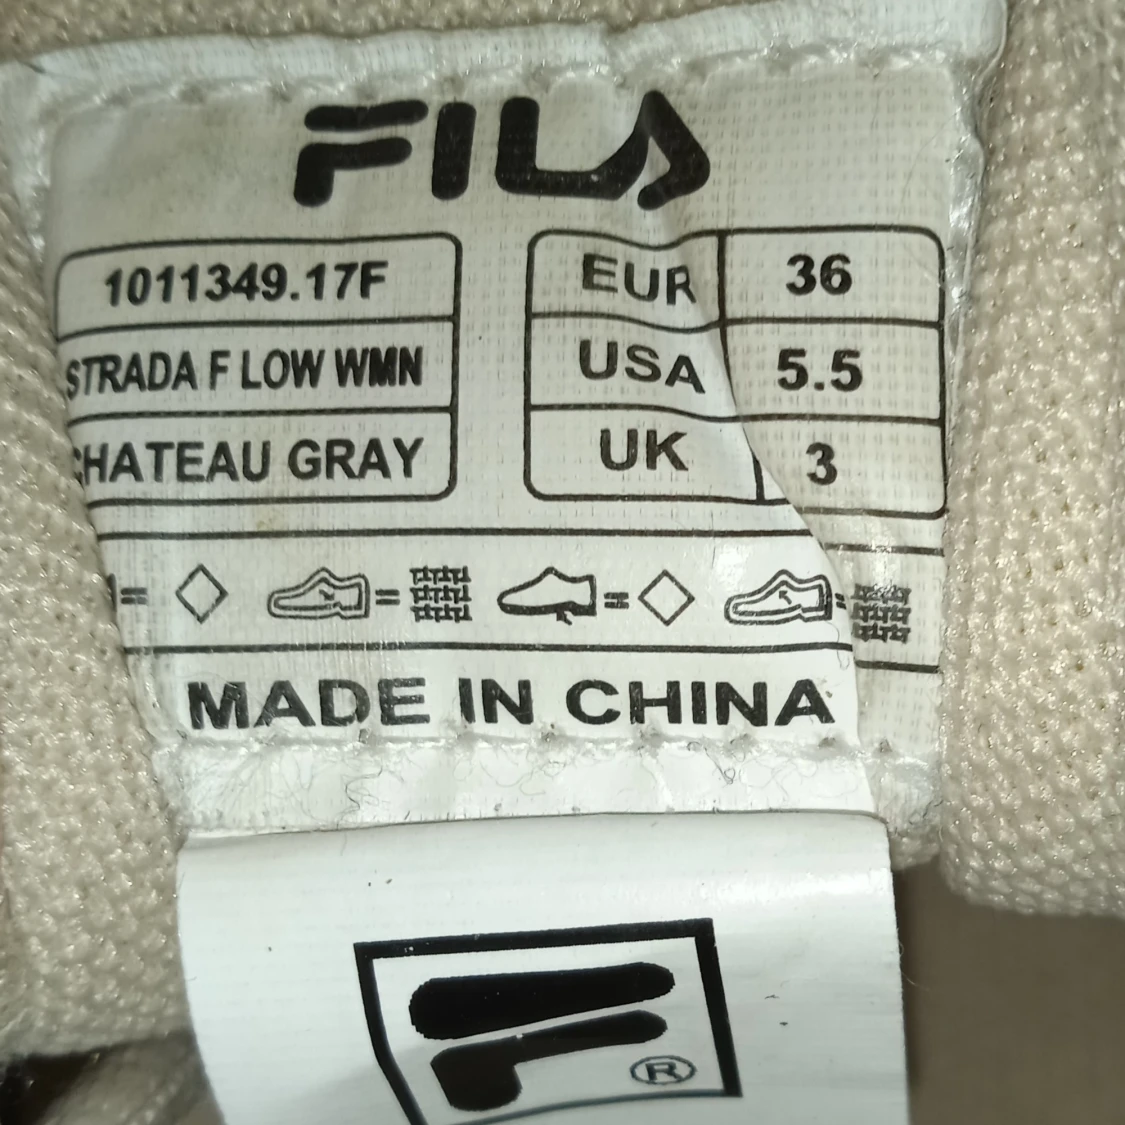 FILA
1011349.17F
STRADA F LOW WMN
CHATEAU GRAY
EUR 36
USA 5.5
UK 3
MADE IN CHINA
F
®